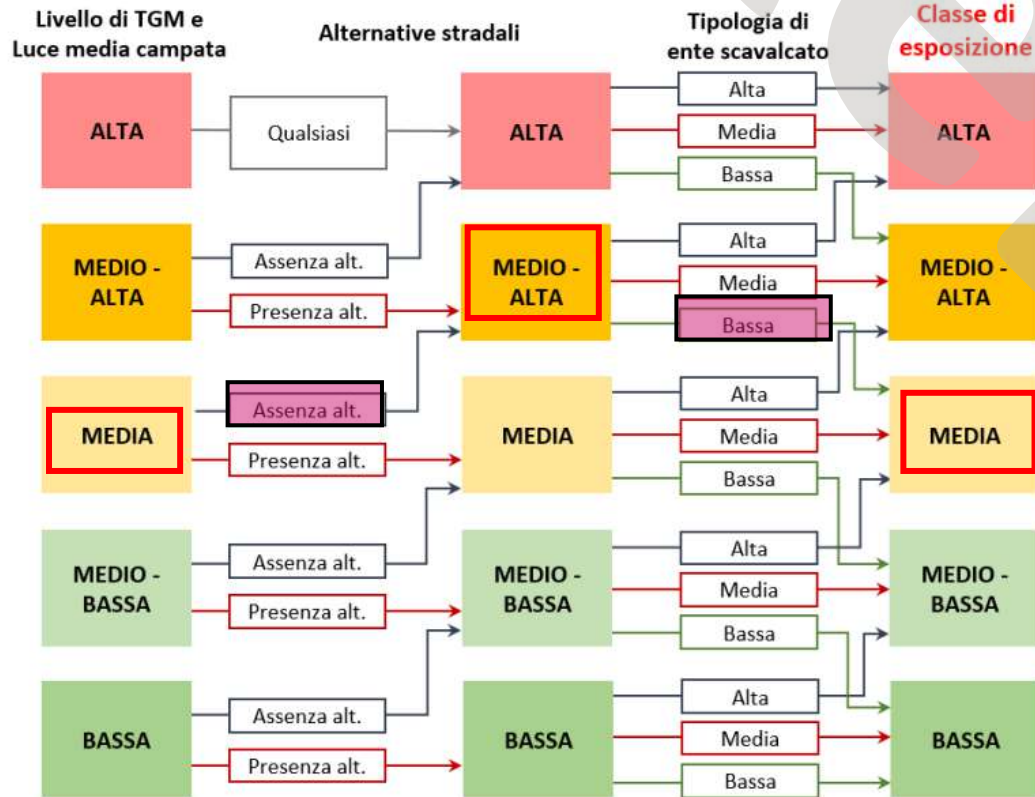 Livello di TGM e
Luce media campata
Alternative stradali
Tipologia di
ente scavalcato
Classe di
esposizione
ALTA
Qualsiasi
ALTA
Alta
Media
Bassa
ALTA
MEDIO -
ALTA
Assenza alt.
Presenza alt.
MEDIO -
ALTA
Alta
Media
Bassa
MEDIO -
ALTA
MEDIA
Assenza alt.
Presenza alt.
MEDIA
Alta
Media
Bassa
MEDIA
MEDIO -
BASSA
Assenza alt.
Presenza alt.
MEDIO -
BASSA
Alta
Media
Bassa
MEDIO -
BASSA
BASSA
Assenza alt.
Presenza alt.
BASSA
Alta
Media
Bassa
BASSA